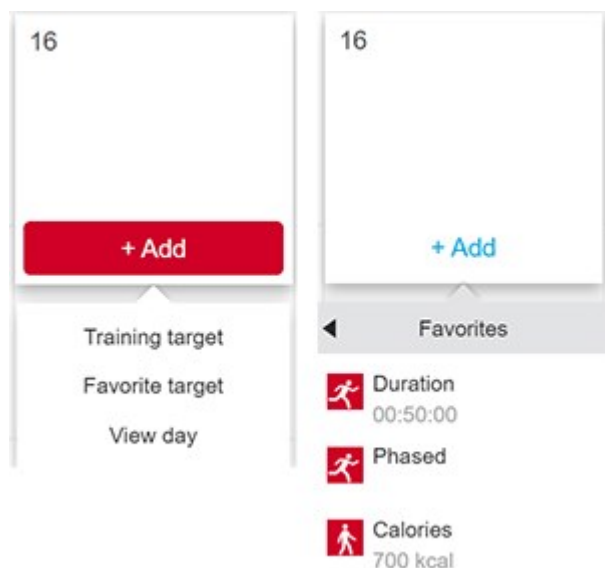 16
+ Add
Training target
Favorite target
View day
16
+ Add
Favorites
Duration
00:50:00
Phased
Calories
700 kcal